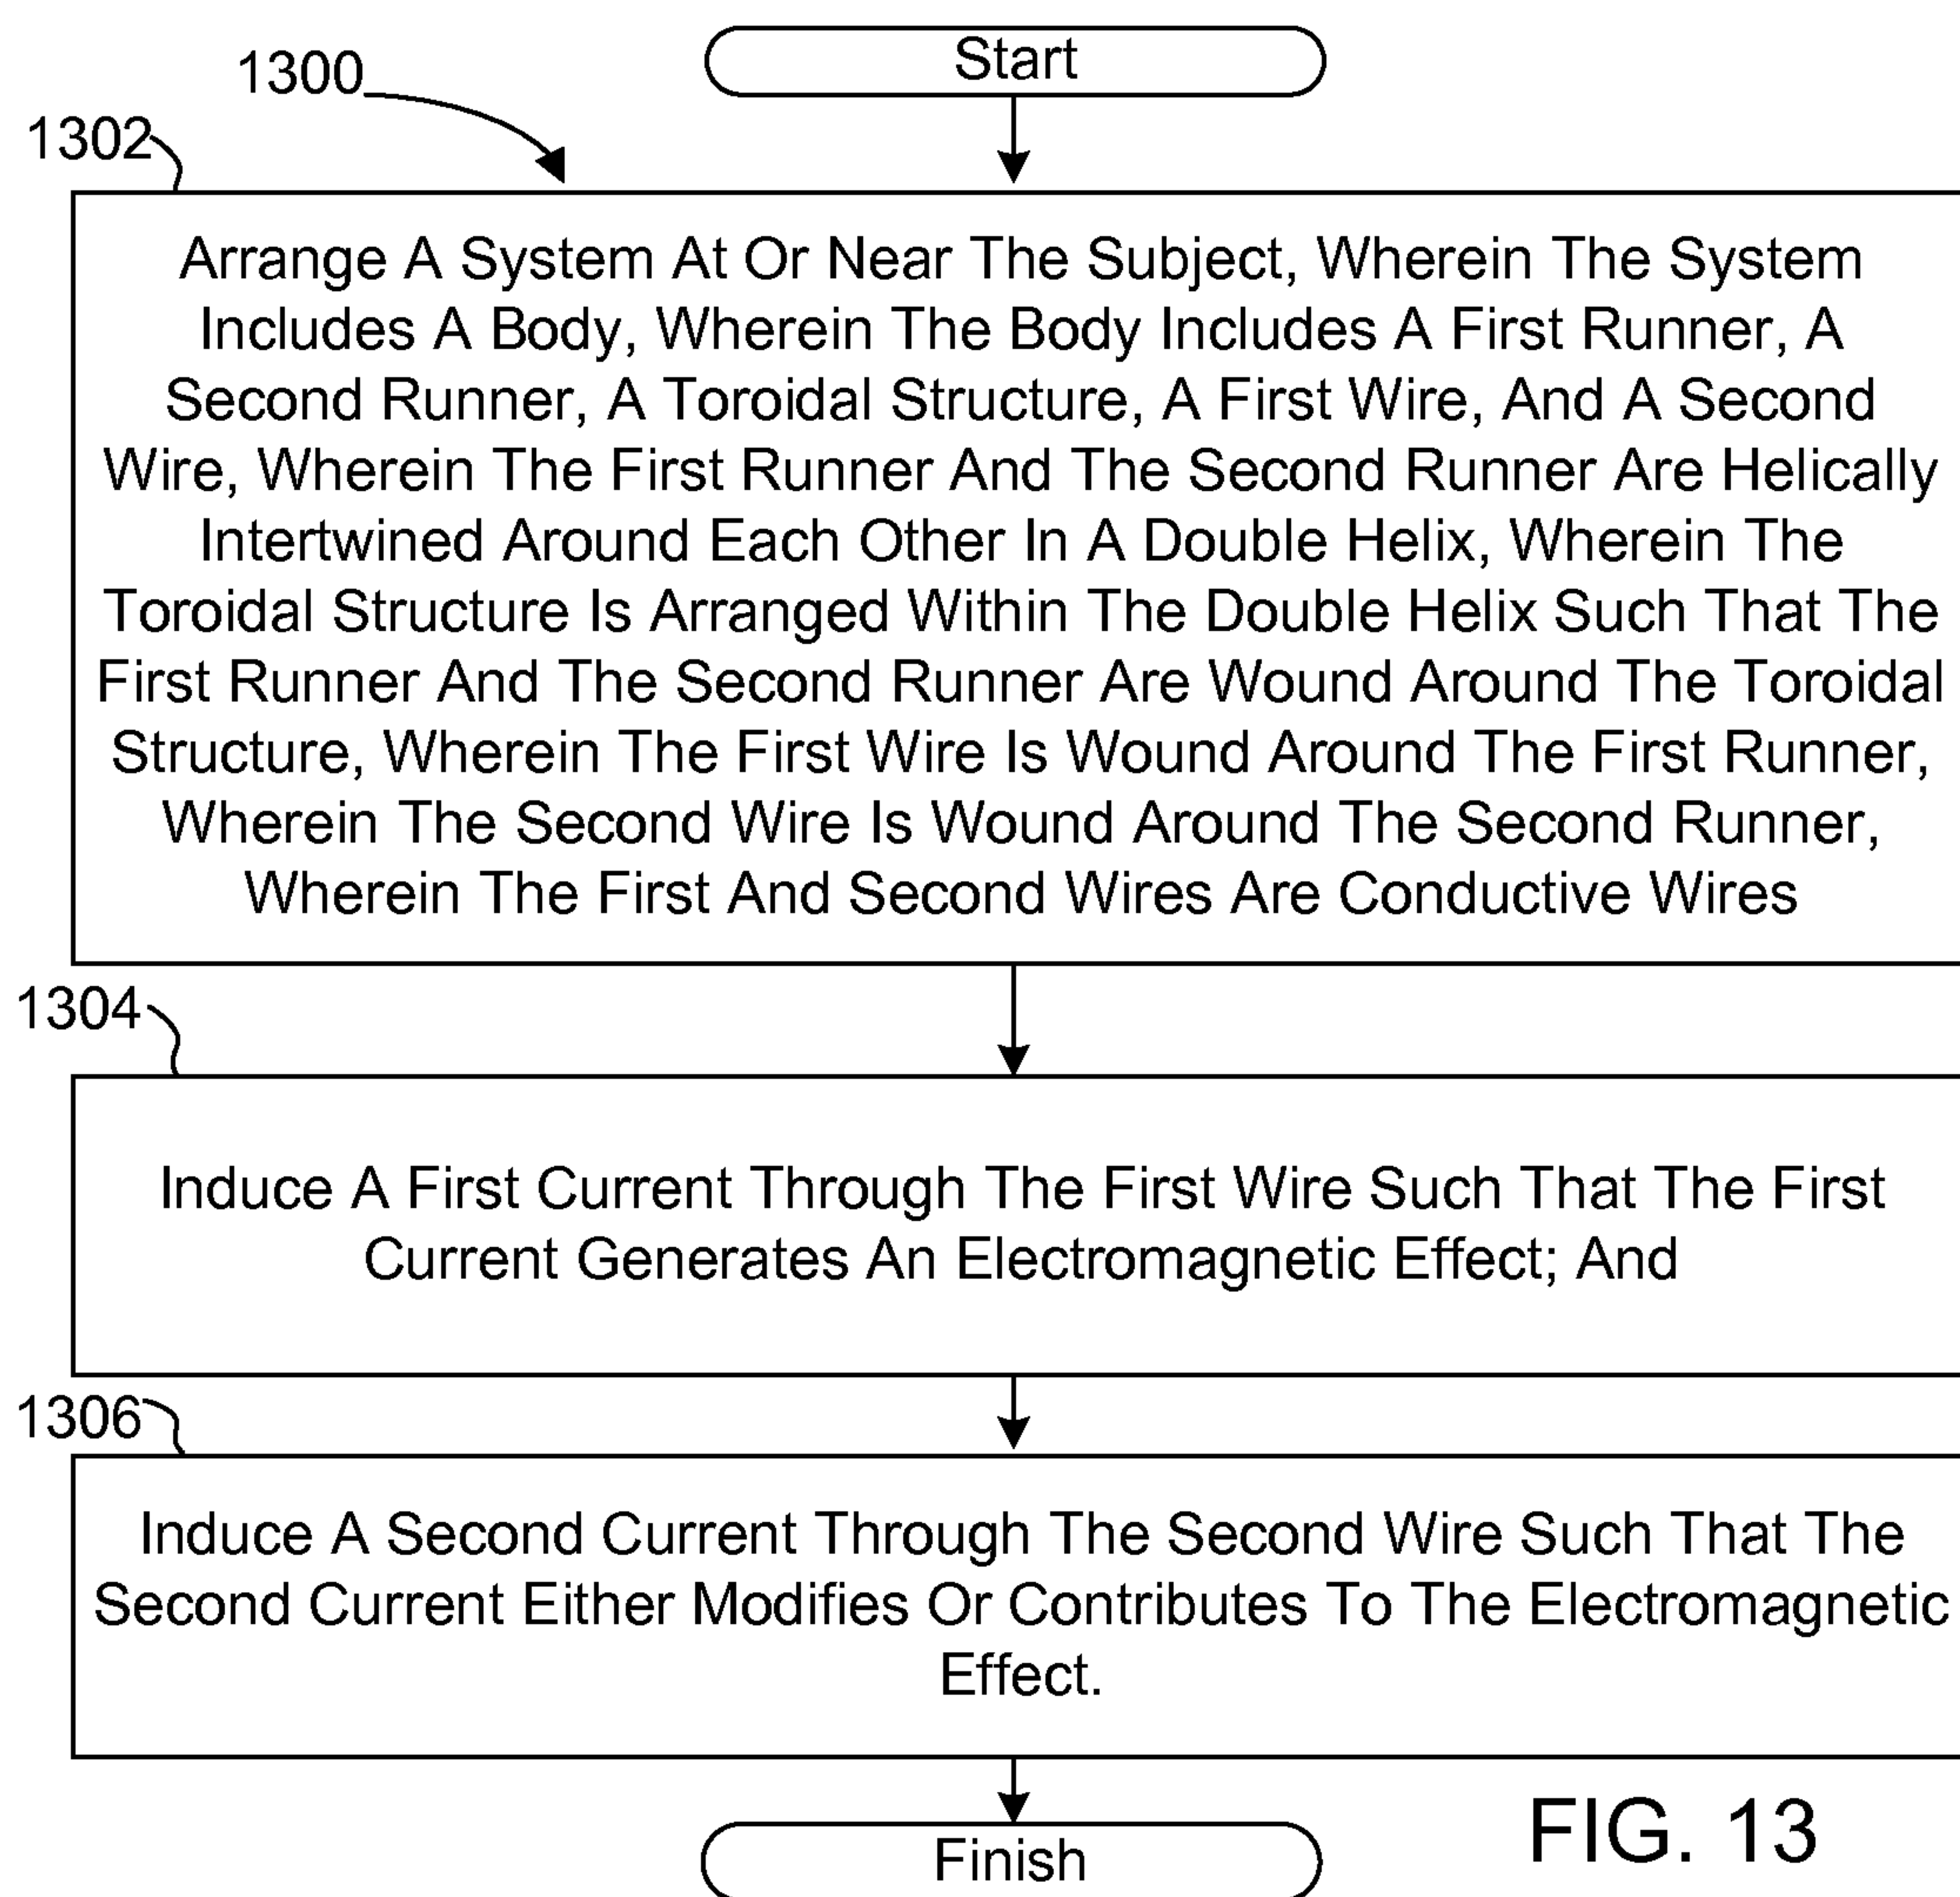 Start
1300
1302
Arrange A System At Or Near The Subject, Wherein The System
Includes A Body, Wherein The Body Includes A First Runner, A
Second Runner, A Toroidal Structure, A First Wire, And A Second
Wire, Wherein The First Runner And The Second Runner Are Helically
Intertwined Around Each Other In A Double Helix, Wherein The
Toroidal Structure Is Arranged Within The Double Helix Such That The
First Runner And The Second Runner Are Wound Around The Toroidal
Structure, Wherein The First Wire Is Wound Around The First Runner,
Wherein The Second Wire Is Wound Around The Second Runner,
Wherein The First And Second Wires Are Conductive Wires
1304
Induce A First Current Through The First Wire Such That The First
Current Generates An Electromagnetic Effect; And
1306
Induce A Second Current Through The Second Wire Such That The
Second Current Either Modifies Or Contributes To The Electromagnetic
Effect.
Finish
FIG. 13